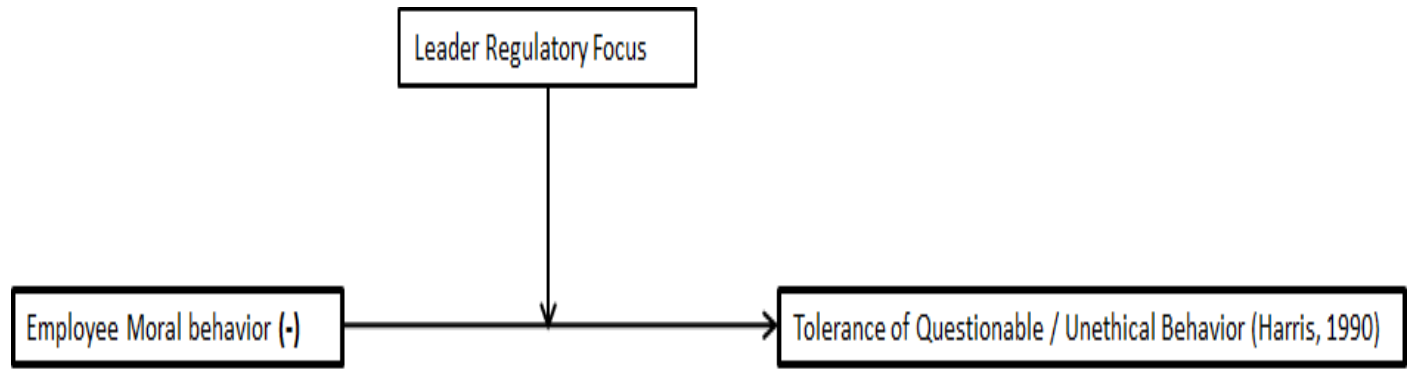 Leader Regulatory Focus
Employee Moral behavior (-)
Tolerance of Questionable / Unethical Behavior (Harris, 1990)